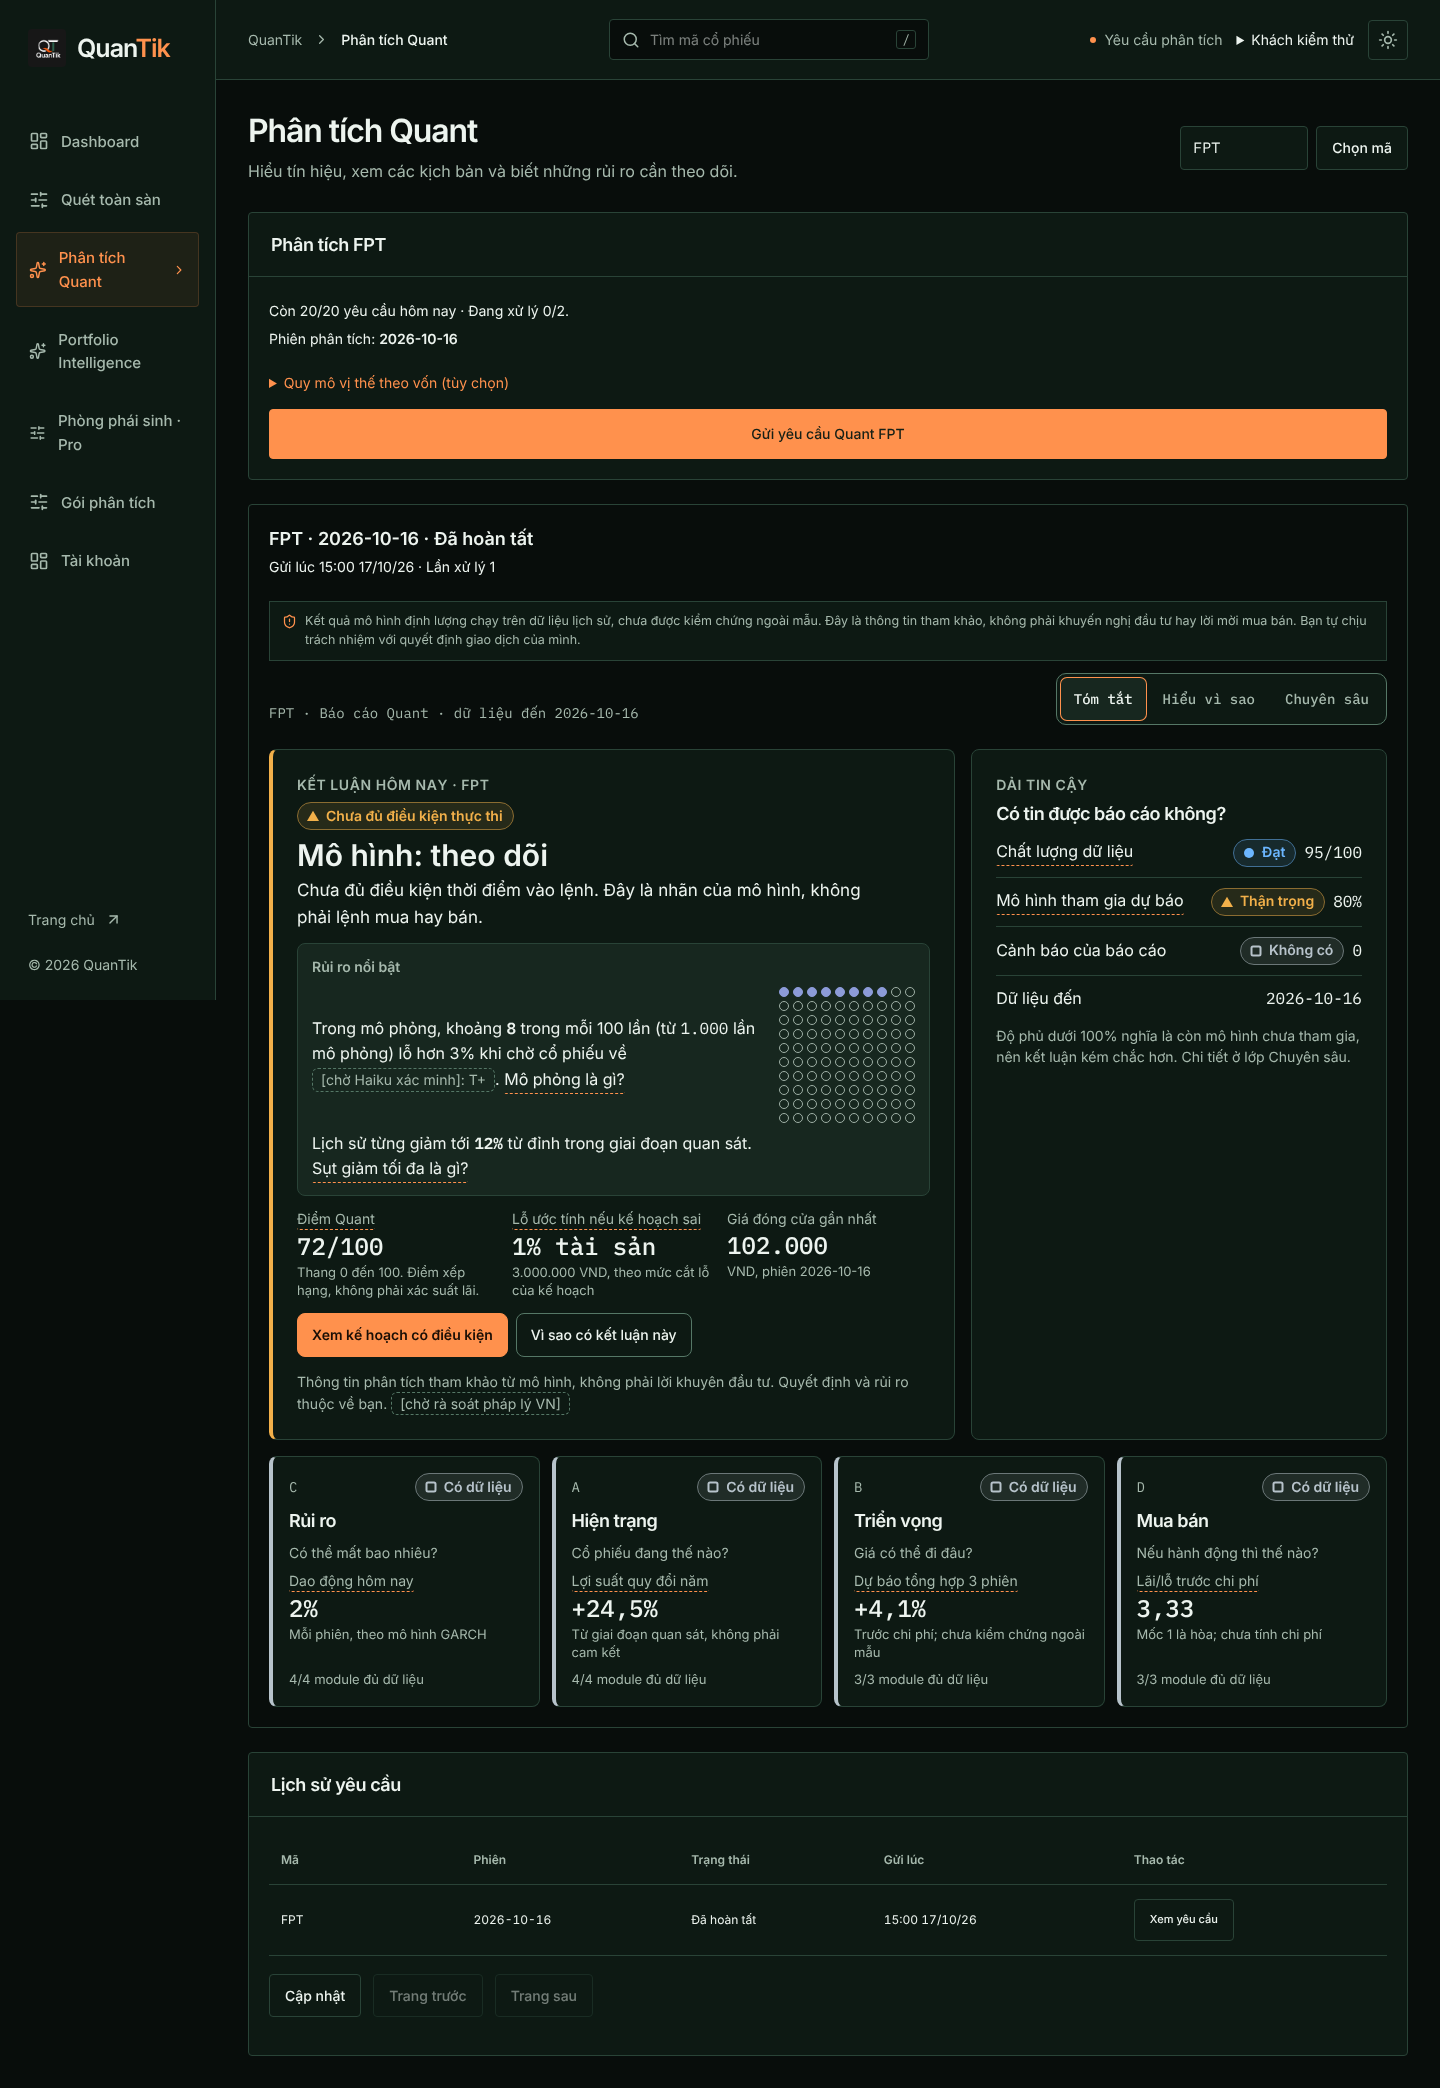 QuanTik
QuanTik
QuanTik
Phân tích Quant
Tìm mã cổ phiếu
/
Yêu cầu phân tích
Khách kiểm thử
Dashboard
Quét toàn sàn
Phân tích
Quant
Portfolio
Intelligence
Phòng phái sinh ·
Pro
Gói phân tích
Tài khoản
Trang chủ
© 2026 QuanTik
Phân tích Quant
Hiểu tín hiệu, xem các kịch bản và biết những rủi ro cần theo dõi.
FPT
Chọn mã
Phân tích FPT
Còn 20/20 yêu cầu hôm nay · Đang xử lý 0/2.
Phiên phân tích: 2026-10-16
Quy mô vị thế theo vốn (tùy chọn)
Gửi yêu cầu Quant FPT
FPT · 2026-10-16 · Đã hoàn tất
Gửi lúc 15:00 17/10/26 · Lần xử lý 1
Kết quả mô hình định lượng chạy trên dữ liệu lịch sử, chưa được kiểm chứng ngoài mẫu. Đây là thông tin tham khảo, không phải khuyến nghị đầu tư hay lời mời mua bán. Bạn tự chịu
trách nhiệm với quyết định giao dịch của mình.
FPT · Báo cáo Quant · dữ liệu đến 2026-10-16
Tóm tắt
Hiểu vì sao
Chuyên sâu
KẾT LUẬN HÔM NAY · FPT
Chưa đủ điều kiện thực thi
Mô hình: theo dõi
Chưa đủ điều kiện thời điểm vào lệnh. Đây là nhãn của mô hình, không
phải lệnh mua hay bán.
Rủi ro nổi bật
Trong mô phỏng, khoảng 8 trong mỗi 100 lần (từ 1.000 lần
mô phỏng) lỗ hơn 3% khi chờ cổ phiếu về
[chờ Haiku xác minh]: T+ . Mô phỏng là gì?
Lịch sử từng giảm tới 12% từ đỉnh trong giai đoạn quan sát.
Sụt giảm tối đa là gì?
Điểm Quant
72/100
Thang 0 đến 100. Điểm xếp
hạng, không phải xác suất lãi.
Lỗ ước tính nếu kế hoạch sai
1% tài sản
3.000.000 VND, theo mức cắt lỗ
của kế hoạch
Giá đóng cửa gần nhất
102.000
VND, phiên 2026-10-16
Xem kế hoạch có điều kiện
Vì sao có kết luận này
Thông tin phân tích tham khảo từ mô hình, không phải lời khuyên đầu tư. Quyết định và rủi ro
thuộc về bạn. [chờ rà soát pháp lý VN]
DẢI TIN CẬY
Có tin được báo cáo không?
Chất lượng dữ liệu
Đạt
95/100
Mô hình tham gia dự báo
Thận trọng
80%
Cảnh báo của báo cáo
Không có
0
Dữ liệu đến
2026-10-16
Độ phủ dưới 100% nghĩa là còn mô hình chưa tham gia,
nên kết luận kém chắc hơn. Chi tiết ở lớp Chuyên sâu.
C
Có dữ liệu
Rủi ro
Có thể mất bao nhiêu?
Dao động hôm nay
2%
Mỗi phiên, theo mô hình GARCH
4/4 module đủ dữ liệu
A
Có dữ liệu
Hiện trạng
Cổ phiếu đang thế nào?
Lợi suất quy đổi năm
+24,5%
Từ giai đoạn quan sát, không phải
cam kết
4/4 module đủ dữ liệu
B
Có dữ liệu
Triển vọng
Giá có thể đi đâu?
Dự báo tổng hợp 3 phiên
+4,1%
Trước chi phí; chưa kiểm chứng ngoài
mẫu
3/3 module đủ dữ liệu
D
Có dữ liệu
Mua bán
Nếu hành động thì thế nào?
Lãi/lỗ trước chi phí
3,33
Mốc 1 là hòa; chưa tính chi phí
3/3 module đủ dữ liệu
Lịch sử yêu cầu
Mã
Phiên
Trạng thái
Gửi lúc
Thao tác
FPT
2026-10-16
Đã hoàn tất
15:00 17/10/26
Xem yêu cầu
Cập nhật
Trang trước
Trang sau